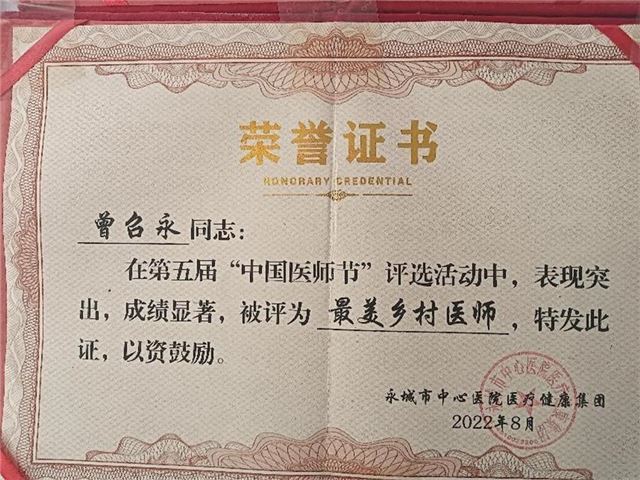 荣誉证书
HONORARY CREDENTIAL
曾召永同志：
在第五届“中国医师节”评选活动中，表现突
出，成绩显著，被评为 最美乡村医师 ，特发此
证，以资鼓励。
永城市中心医院医疗健康集团
2022年8月